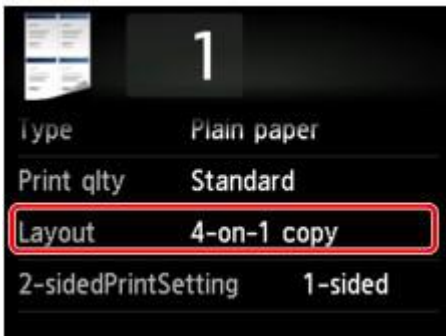 1
Type Plain paper
Print qlty Standard
Layout 4-on-1 copy
2-sidedPrintSetting 1-sided